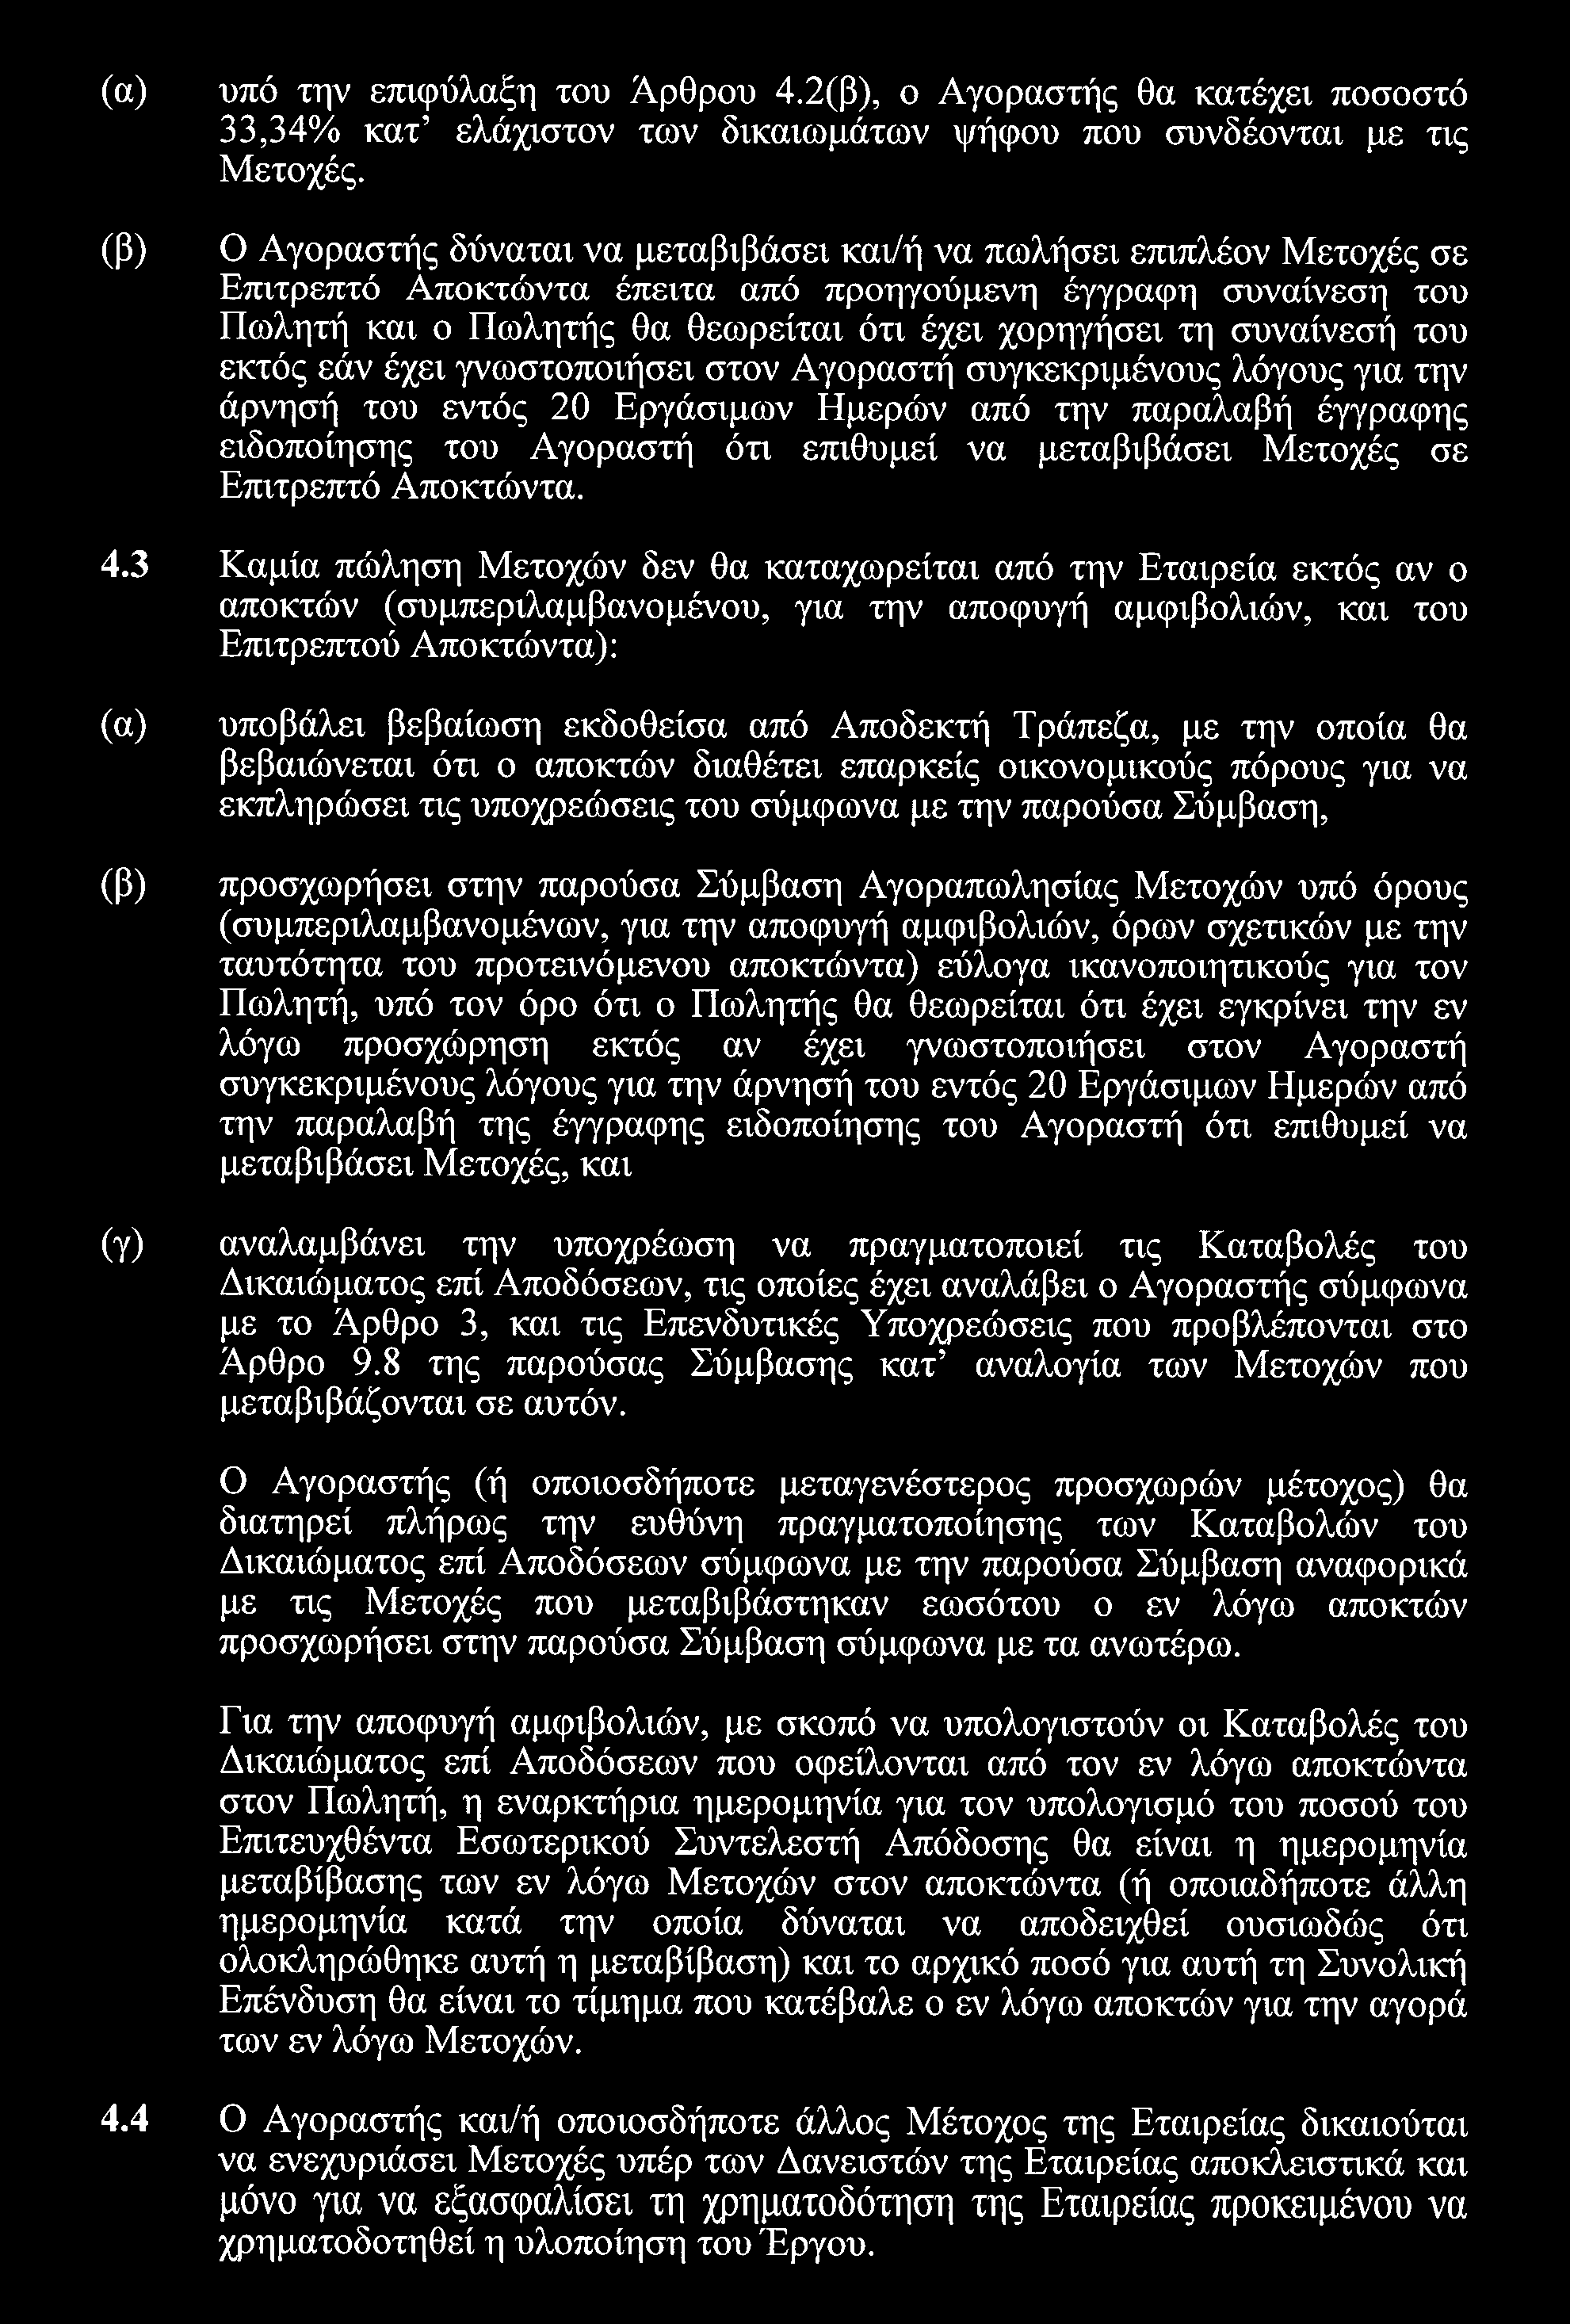 (α) υπό την επιφύλαξη του Άρθρου 4.2(β), ο Αγοραστής θα κατέχει ποσοστό
33,34% κατ’ ελάχιστον των δικαιωμάτων ψήφου που συνδέονται με τις
Μετοχές.
(β) Ο Αγοραστής δύναται να μεταβιβάσει και/ή να πωλήσει επιπλέον Μετοχές σε
Επιτρεπτό Αποκτώντα έπειτα από προηγούμενη έγγραφη συναίνεση του
Πωλητή και ο Πωλητής θα θεωρείται ότι έχει χορηγήσει τη συναίνεσή του
εκτός εάν έχει γνωστοποιήσει στον Αγοραστή συγκεκριμένους λόγους για την
άρνησή του εντός 20 Εργάσιμων Ημερών από την παραλαβή έγγραφης
ειδοποίησης του Αγοραστή ότι επιθυμεί να μεταβιβάσει Μετοχές σε
Επιτρεπτό Αποκτώντα.
4.3 Καμία πώληση Μετοχών δεν θα καταχωρείται από την Εταιρεία εκτός αν ο
αποκτών (συμπεριλαμβανομένου, για την αποφυγή αμφιβολιών, και του
Επιτρεπτού Αποκτώντα):
(α) υποβάλει βεβαίωση εκδοθείσα από Αποδεκτή Τράπεζα, με την οποία θα
βεβαιώνεται ότι ο αποκτών διαθέτει επαρκείς οικονομικούς πόρους για να
εκπληρώσει τις υποχρεώσεις του σύμφωνα με την παρούσα Σύμβαση,
(β) προσχωρήσει στην παρούσα Σύμβαση Αγοραπωλησίας Μετοχών υπό όρους
(συμπεριλαμβανομένων, για την αποφυγή αμφιβολιών, όρων σχετικών με την
ταυτότητα του προτεινόμενου αποκτώντα) εύλογα ικανοποιητικούς για τον
Πωλητή, υπό τον όρο ότι ο Πωλητής θα θεωρείται ότι έχει εγκρίνει την εν
λόγω προσχώρηση εκτός αν έχει γνωστοποιήσει στον Αγοραστή
συγκεκριμένους λόγους για την άρνησή του εντός 20 Εργάσιμων Ημερών από
την παραλαβή της έγγραφης ειδοποίησης του Αγοραστή ότι επιθυμεί να
μεταβιβάσει Μετοχές, και
(γ) αναλαμβάνει την υποχρέωση να πραγματοποιεί τις Καταβολές του
Δικαιώματος επί Αποδόσεων, τις οποίες έχει αναλάβει ο Αγοραστής σύμφωνα
με το Άρθρο 3, και τις Επενδυτικές Υποχρεώσεις που προβλέπονται στο
Άρθρο 9.8 της παρούσας Σύμβασης κατ’ αναλογία των Μετοχών που
μεταβιβάζονται σε αυτόν.
Ο Αγοραστής (ή οποιοσδήποτε μεταγενέστερος προσχωρών μέτοχος) θα
διατηρεί πλήρως την ευθύνη πραγματοποίησης των Καταβολών του
Δικαιώματος επί Αποδόσεων σύμφωνα με την παρούσα Σύμβαση αναφορικά
με τις Μετοχές που μεταβιβάστηκαν εωσότου ο εν λόγω αποκτών
προσχωρήσει στην παρούσα Σύμβαση σύμφωνα με τα ανωτέρω.
Για την αποφυγή αμφιβολιών, με σκοπό να υπολογιστούν οι Καταβολές του
Δικαιώματος επί Αποδόσεων που οφείλονται από τον εν λόγω αποκτώντα
στον Πωλητή, η εναρκτήρια ημερομηνία για τον υπολογισμό του ποσού του
Επιτευχθέντα Εσωτερικού Συντελεστή Απόδοσης θα είναι η ημερομηνία
μεταβίβασης των εν λόγω Μετοχών στον αποκτώντα (ή οποιαδήποτε άλλη
ημερομηνία κατά την οποία δύναται να αποδειχθεί ουσιωδώς ότι
ολοκληρώθηκε αυτή η μεταβίβαση) και το αρχικό ποσό για αυτή τη Συνολική
Επένδυση θα είναι το τίμημα που κατέβαλε ο εν λόγω αποκτών για την αγορά
των εν λόγω Μετοχών.
4.4 Ο Αγοραστής και/ή οποιοσδήποτε άλλος Μέτοχος της Εταιρείας δικαιούται
να ενεχυριάσει Μετοχές υπέρ των Δανειστών της Εταιρείας αποκλειστικά και
μόνο για να εξασφαλίσει τη χρηματοδότηση της Εταιρείας προκειμένου να
χρηματοδοτηθεί η υλοποίηση του Έργου.